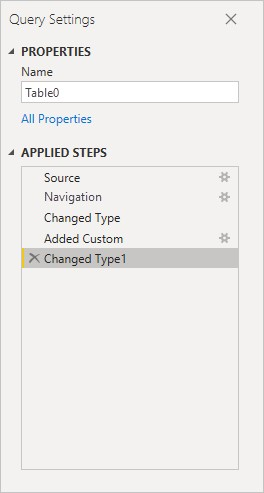 Query Settings
PROPERTIES
Name
Table0
All Properties
APPLIED STEPS
Source
Navigation
Changed Type
Added Custom
Changed Type1